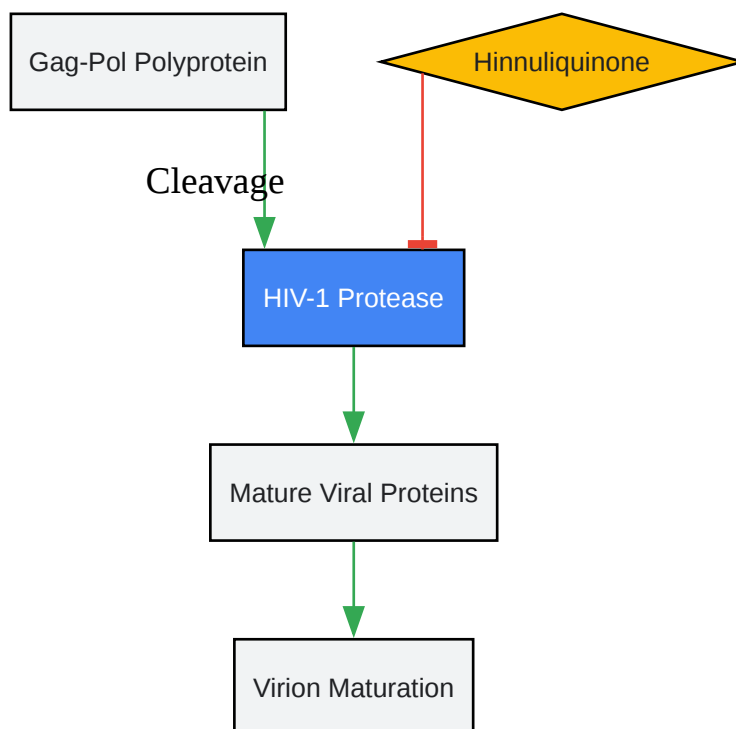 Gag-Pol Polyprotein
Hinnuliquinone
Cleavage
HIV-1 Protease
Mature Viral Proteins
Virion Maturation